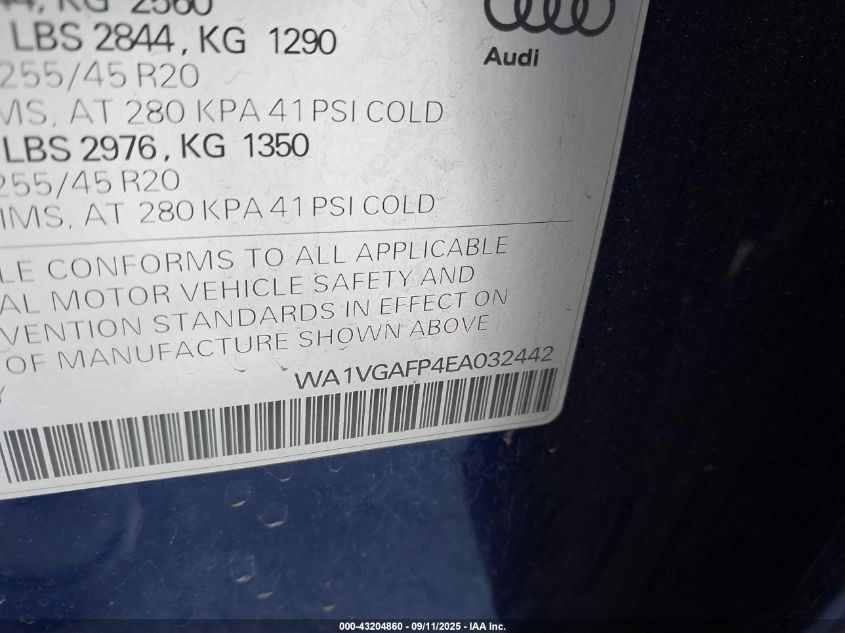 KG 2560
LBS 2844, KG 1290
255/45 R20
AT 280 KPA 41 PSI COLD
LBS 2976, KG 1350
255/45 R20
IMS, AT 280 KPA 41 PSI COLD
Audi
LE CONFORMS TO ALL APPLICABLE
AL MOTOR VEHICLE SAFETY AND
VENTION STANDARDS IN EFFECT ON
OF MANUFACTURE SHOWN ABOVE
WA1VGAFP4EA032442
000-43204860 - 09/11/2025 - IAA Inc.